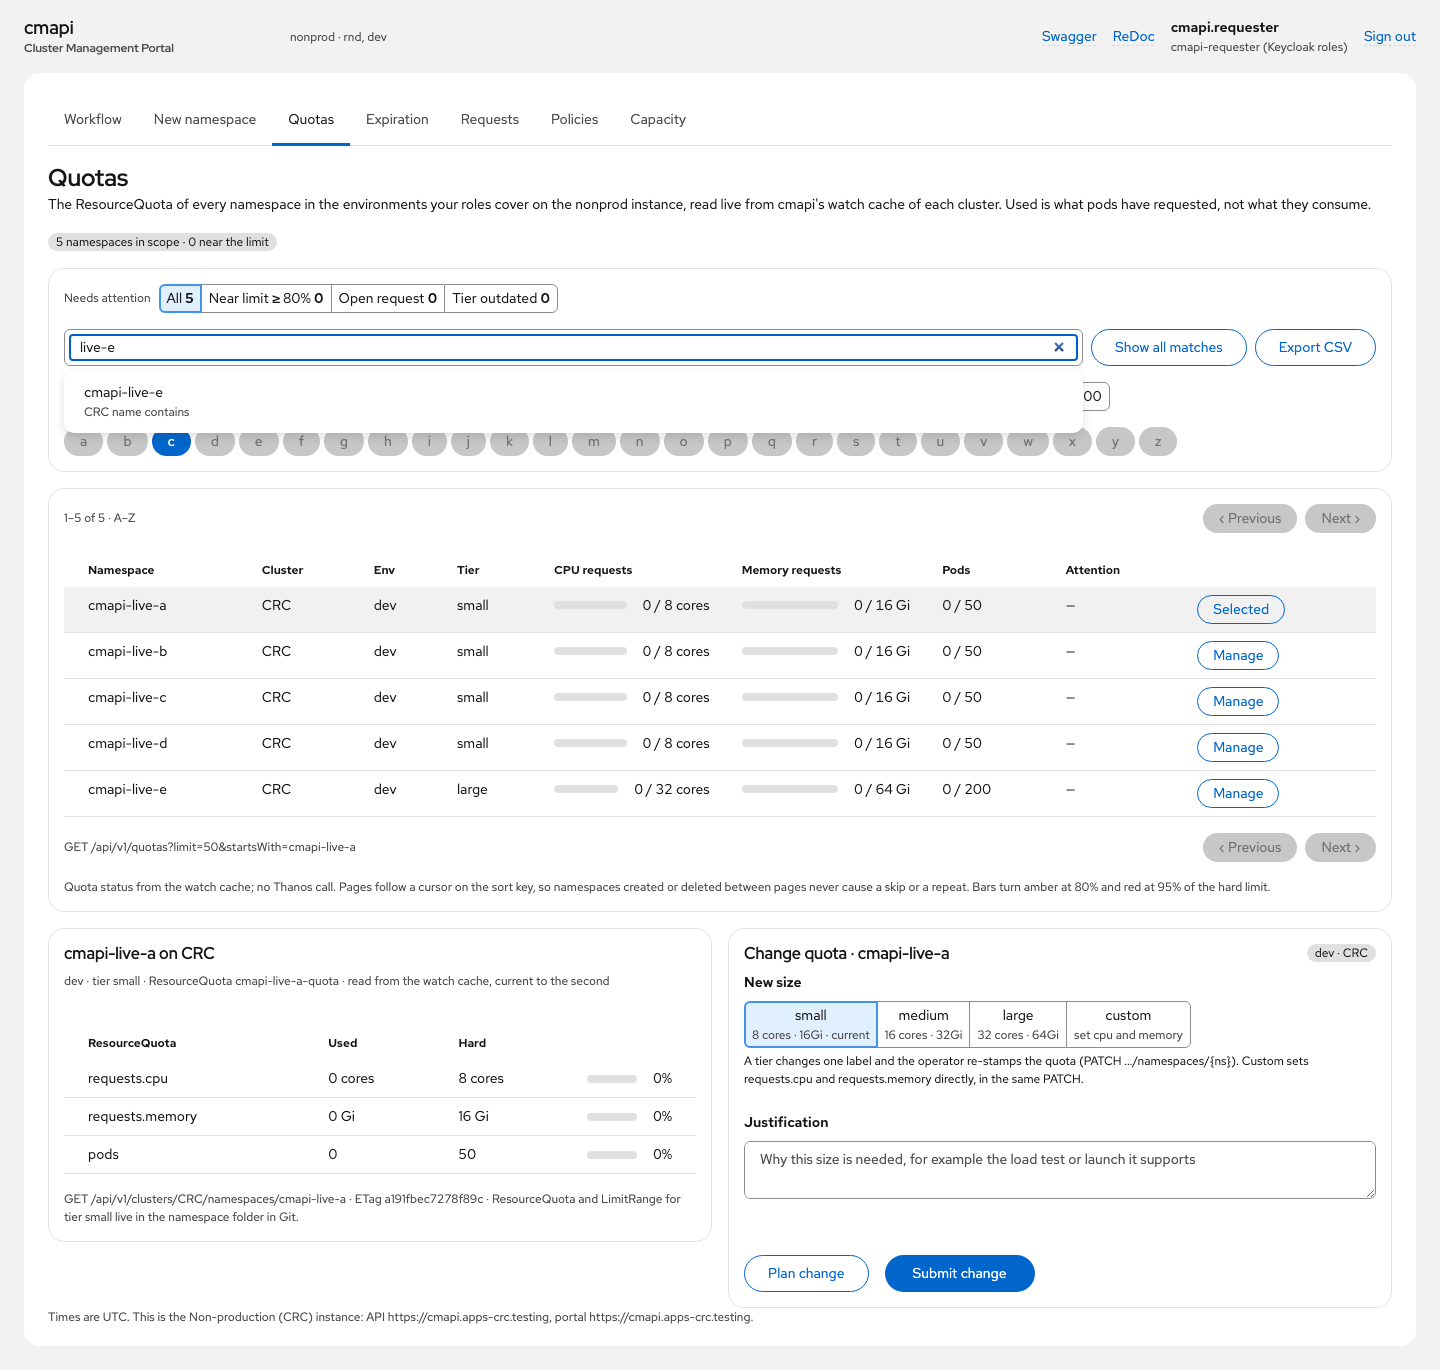 cmapi
Cluster Management Portal
nonprod · rnd, dev
Swagger
ReDoc
cmapi.requester
cmapi-requester (Keycloak roles)
Sign out
Workflow
New namespace
Quotas
Expiration
Requests
Policies
Capacity
Quotas
The ResourceQuota of every namespace in the environments your roles cover on the nonprod instance, read live from cmapi's watch cache of each cluster. Used is what pods have requested, not what they consume.
5 namespaces in scope · 0 near the limit
Needs attention
All 5
Near limit ≥ 80% 0
Open request 0
Tier outdated 0
live-e
Show all matches
Export CSV
cmapi-live-e
CRC name contains
00
a b c d e f g h i j k l m n o p q r s t u v w x y z
1–5 of 5 · A–Z
‹ Previous
Next ›
Namespace Cluster Env Tier CPU requests Memory requests Pods Attention
cmapi-live-a CRC dev small 0 / 8 cores 0 / 16 Gi 0 / 50 — Selected
cmapi-live-b CRC dev small 0 / 8 cores 0 / 16 Gi 0 / 50 — Manage
cmapi-live-c CRC dev small 0 / 8 cores 0 / 16 Gi 0 / 50 — Manage
cmapi-live-d CRC dev small 0 / 8 cores 0 / 16 Gi 0 / 50 — Manage
cmapi-live-e CRC dev large 0 / 32 cores 0 / 64 Gi 0 / 200 — Manage
GET /api/v1/quotas?limit=50&startsWith=cmapi-live-a
‹ Previous
Next ›
Quota status from the watch cache; no Thanos call. Pages follow a cursor on the sort key, so namespaces created or deleted between pages never cause a skip or a repeat. Bars turn amber at 80% and red at 95% of the hard limit.
cmapi-live-a on CRC
dev · tier small · ResourceQuota cmapi-live-a-quota · read from the watch cache, current to the second
ResourceQuota Used Hard
requests.cpu 0 cores 8 cores 0%
requests.memory 0 Gi 16 Gi 0%
pods 0 50 0%
GET /api/v1/clusters/CRC/namespaces/cmapi-live-a · ETag a191fbec7278f89c · ResourceQuota and LimitRange for
tier small live in the namespace folder in Git.
Change quota · cmapi-live-a
dev · CRC
New size
small
8 cores · 16Gi · current
medium
16 cores · 32Gi
large
32 cores · 64Gi
custom
set cpu and memory
A tier changes one label and the operator re-stamps the quota (PATCH …/namespaces/{ns}). Custom sets
requests.cpu and requests.memory directly, in the same PATCH.
Justification
Why this size is needed, for example the load test or launch it supports
Plan change
Submit change
Times are UTC. This is the Non-production (CRC) instance: API https://cmapi.apps-crc.testing, portal https://cmapi.apps-crc.testing.